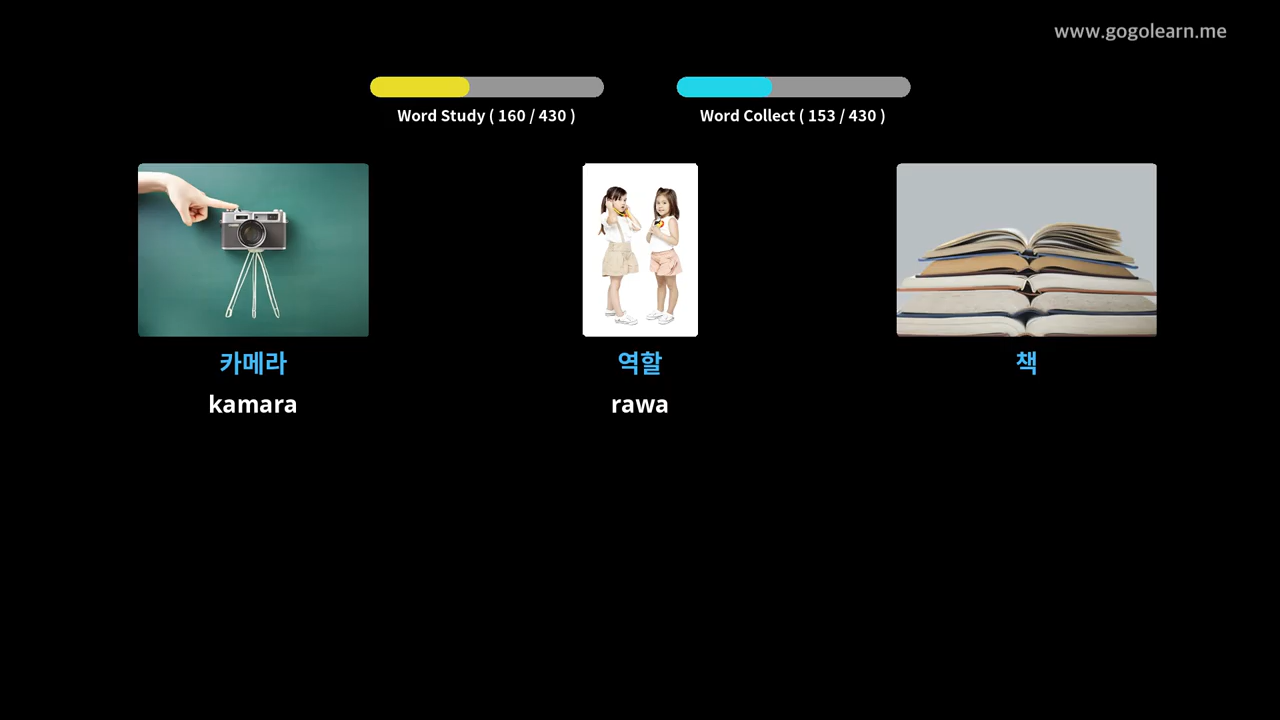 www.gogolearn.me
Word Study ( 160 / 430 )
Word Collect ( 153 / 430 )
카메라
역할
책
kamara
rawa